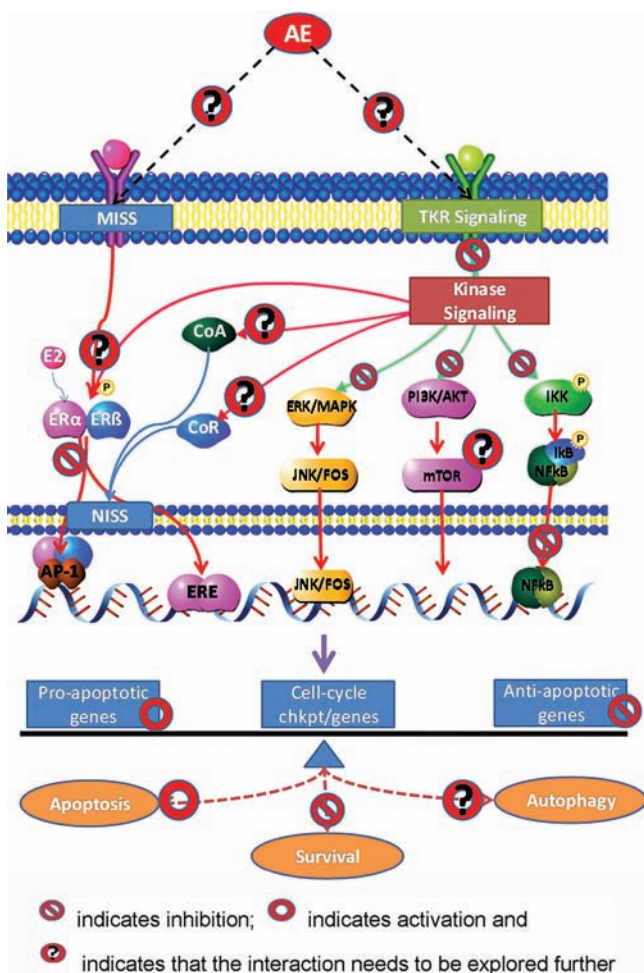 AE
?
?
MISS
TKR Signaling
Kinase
Signaling
CoA
?
E2
?
P
ERα
ERß
CoR
?
ERK/MAPK
PI3K/AKT
IKK
P
P
IkB
NFkB
JNK/FOS
mTOR
?
NISS
AP-1
ERE
JNK/FOS
NFkB
Pro-apoptotic
genes
Cell-cycle
chkpt/genes
Anti-apoptotic
genes
Apoptosis
?
Autophagy
Survival
indicates inhibition; indicates activation and
? indicates that the interaction needs to be explored further